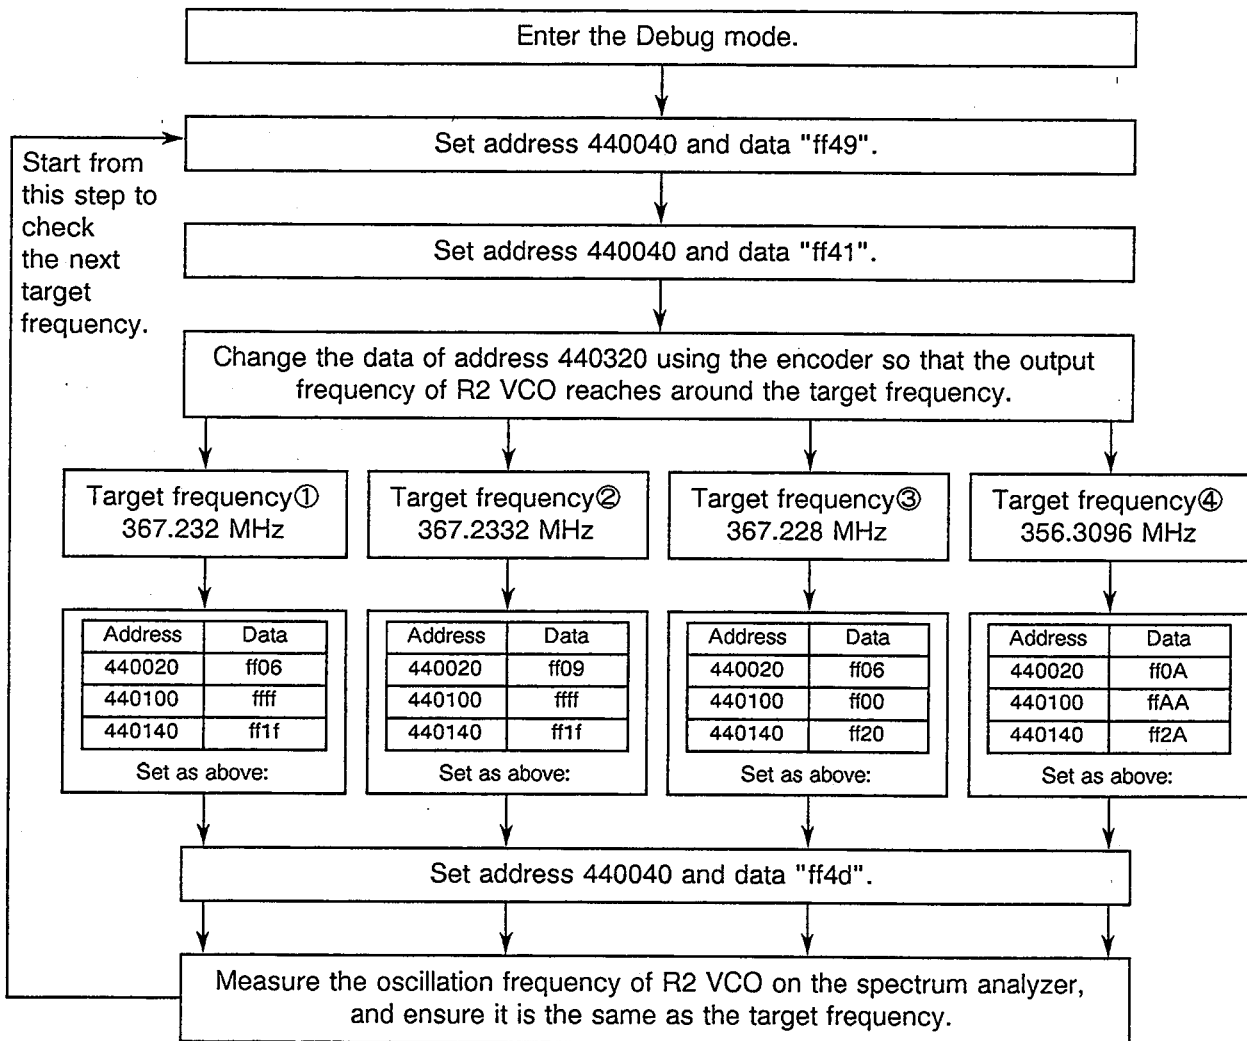 Enter the Debug mode.
Set address 440040 and data "ff49".
Start from
this step to
check
the next
target
frequency.
Set address 440040 and data "ff41".
Change the data of address 440320 using the encoder so that the output
frequency of R2 VCO reaches around the target frequency.
Target frequency①
367.232 MHz
Target frequency②
367.2332 MHz
Target frequency③
367.228 MHz
Target frequency④
356.3096 MHz
Address Data
440020 ff06
440100 ffff
440140 ff1f
Set as above:
Address Data
440020 ff09
440100 ffff
440140 ff1f
Set as above:
Address Data
440020 ff06
440100 ff00
440140 ff20
Set as above:
Address Data
440020 ff0A
440100 ffAA
440140 ff2A
Set as above:
Set address 440040 and data "ff4d".
Measure the oscillation frequency of R2 VCO on the spectrum analyzer,
and ensure it is the same as the target frequency.